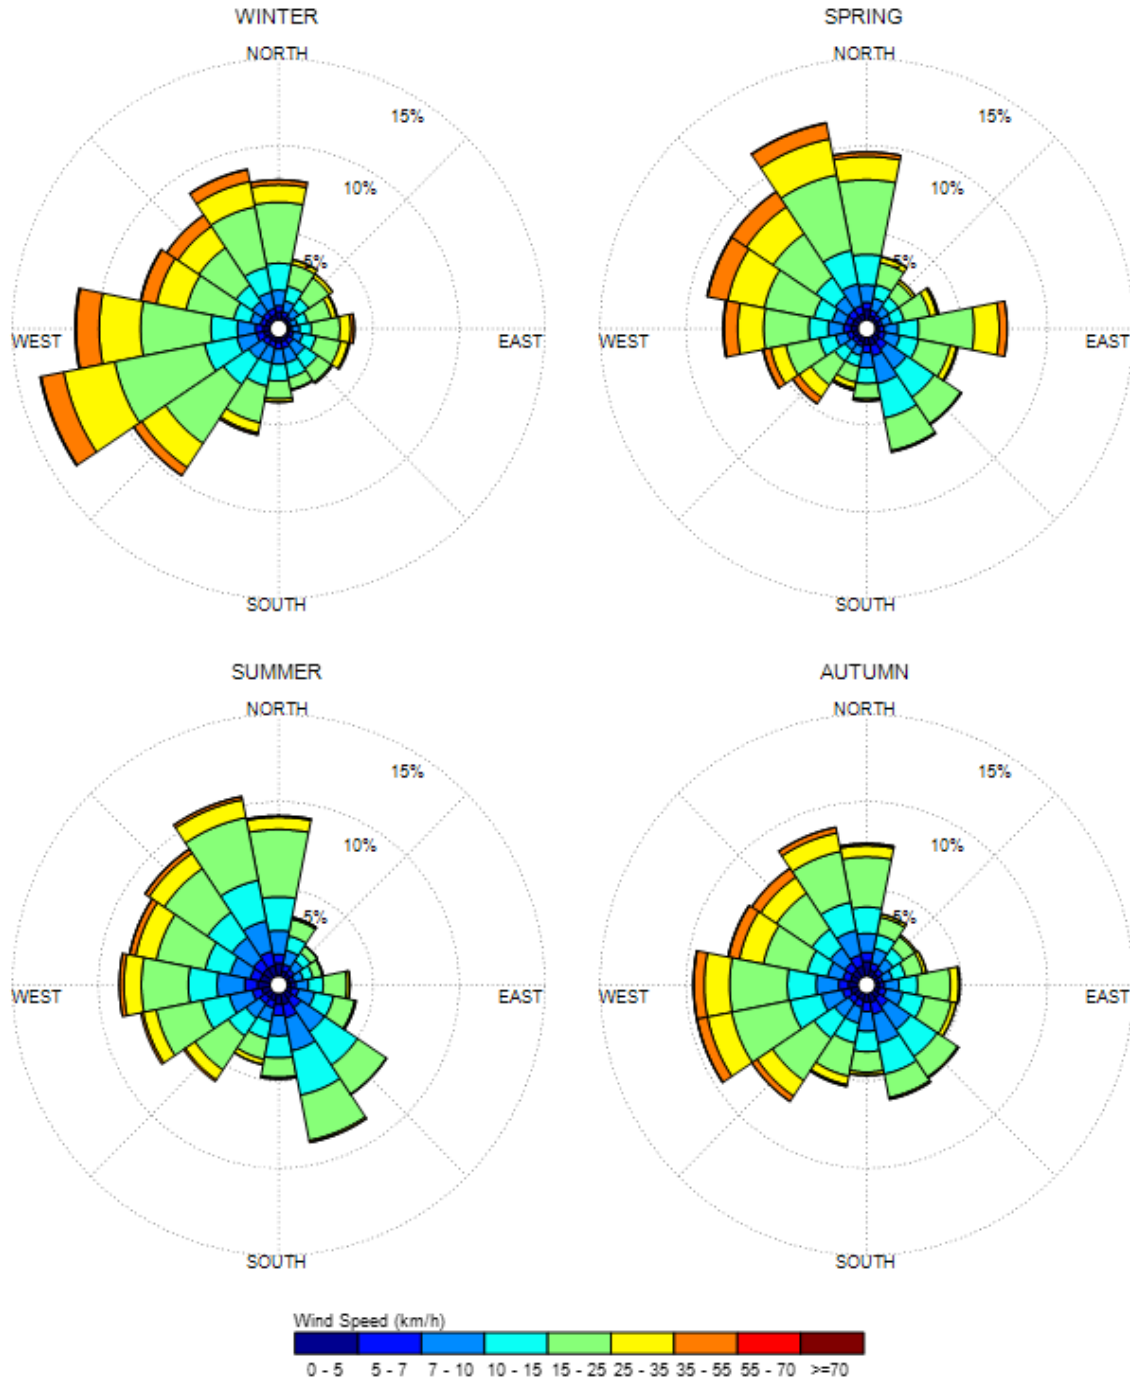 WINTER
NORTH
15%
10%
5%
WEST
EAST
SOUTH
SPRING
NORTH
15%
10%
5%
WEST
EAST
SOUTH
SUMMER
NORTH
15%
10%
5%
WEST
EAST
SOUTH
AUTUMN
NORTH
15%
10%
5%
WEST
EAST
SOUTH
Wind Speed (km/h)
0 - 5 5 - 7 7 - 10 10 - 15 15 - 25 25 - 35 35 - 55 55 - 70 >=70